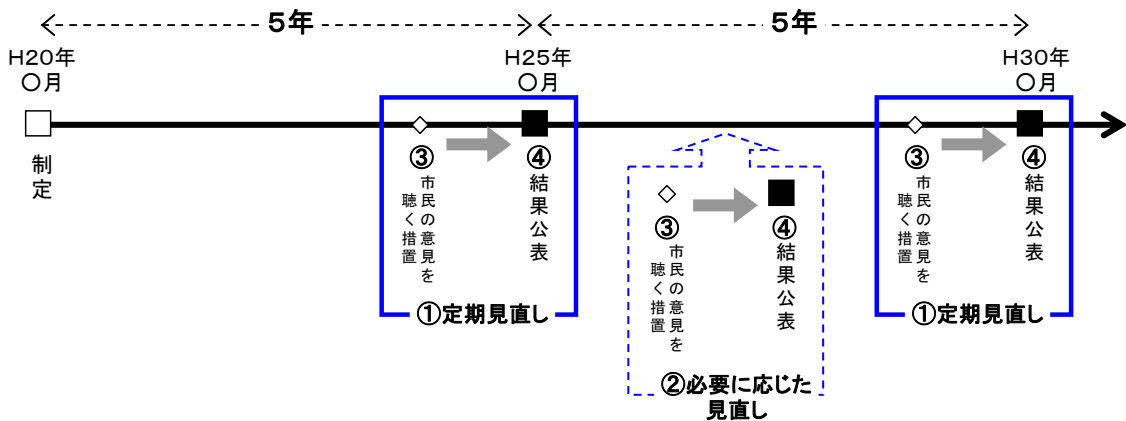 5年
5年
H20年
〇月
H25年
〇月
H30年
〇月
制定
③
市民の意見を
聴く措置
④
結果公表
①定期見直し
③
市民の意見を
聴く措置
④
結果公表
②必要に応じた
見直し
③
市民の意見を
聴く措置
④
結果公表
①定期見直し